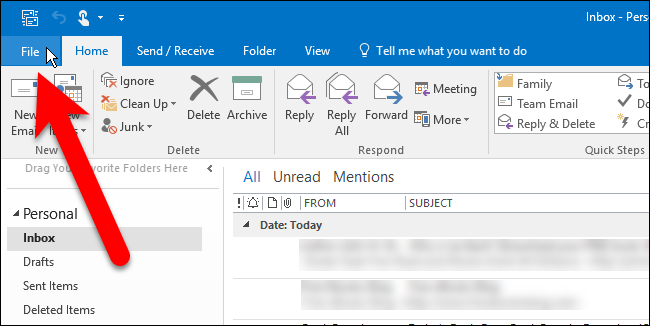 Inbox - Perso
File Home Send / Receive Folder View Tell me what you want to do
New Email
Ignore
Clean Up
Junk
Delete
Archive
Reply
Reply All
Forward
Meeting
More
Family
Team Email
Reply & Delete
To
Do
Cr
New Delete Respond Quick Steps
Drag Your Favorite Folders Here
All Unread Mentions
! FROM SUBJECT
Personal
Date: Today
Inbox
Drafts
Sent Items
Deleted Items